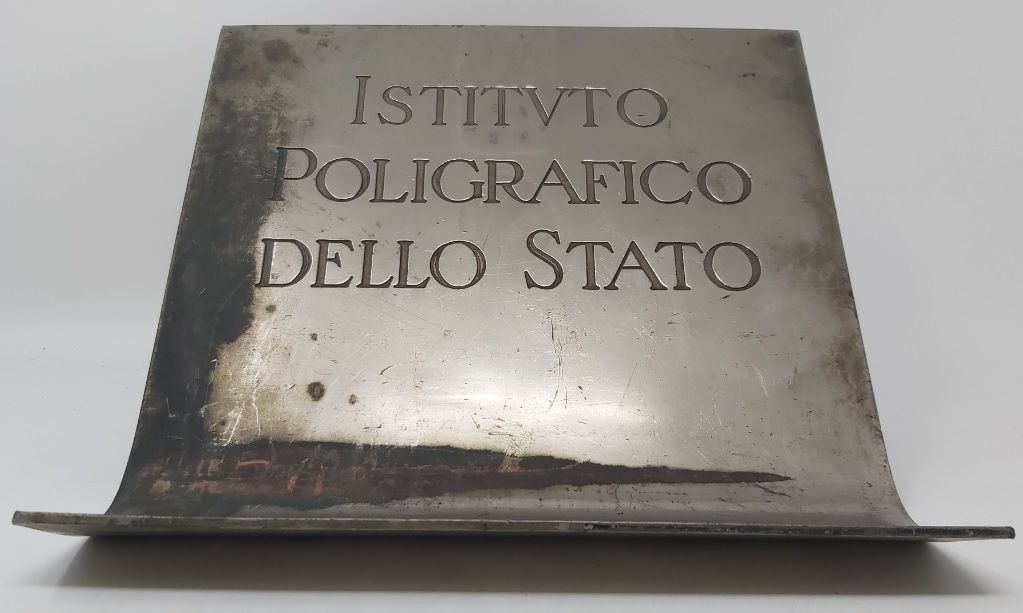 ISTITVTO
POLIGRAFICO
DELLO STATO